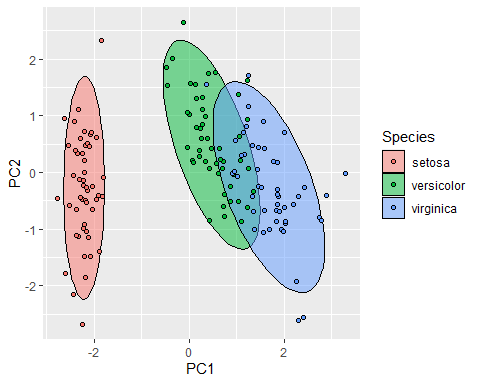 2
1
0
-1
-2
PC2
-2
0
2
PC1
Species
setosa
versicolor
virginica